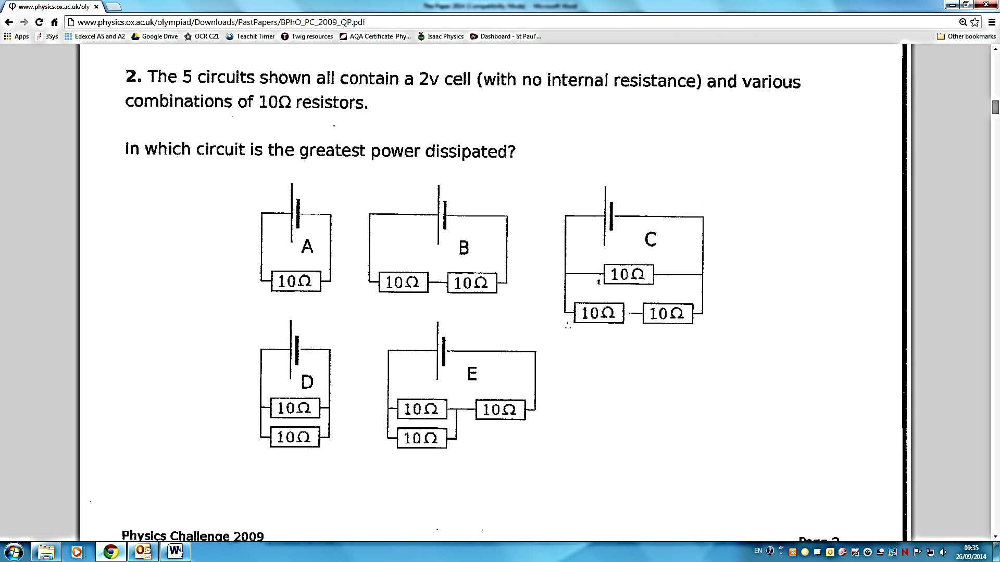 www.physics.ox.ac.uk/oly
www.physics.ox.ac.uk/olympiad/Downloads/PastPapers/BPhO_PC_2009_QP.pdf
Apps 3Sys Edexcel AS and A2 Google Drive OCR C21 Teachit Timer Twig resources AQA Certificate Phy... Isaac Physics Dashboard - St Paul'... Other bookmarks
2. The 5 circuits shown all contain a 2v cell (with no internal resistance) and various
combinations of 10Ω resistors.
In which circuit is the greatest power dissipated?
A B C
10Ω 10Ω 10Ω 10Ω
10Ω 10Ω
D E
10Ω 10Ω 10Ω
10Ω 10Ω
Physics Challenge 2009
EN 09:35
26/09/2014